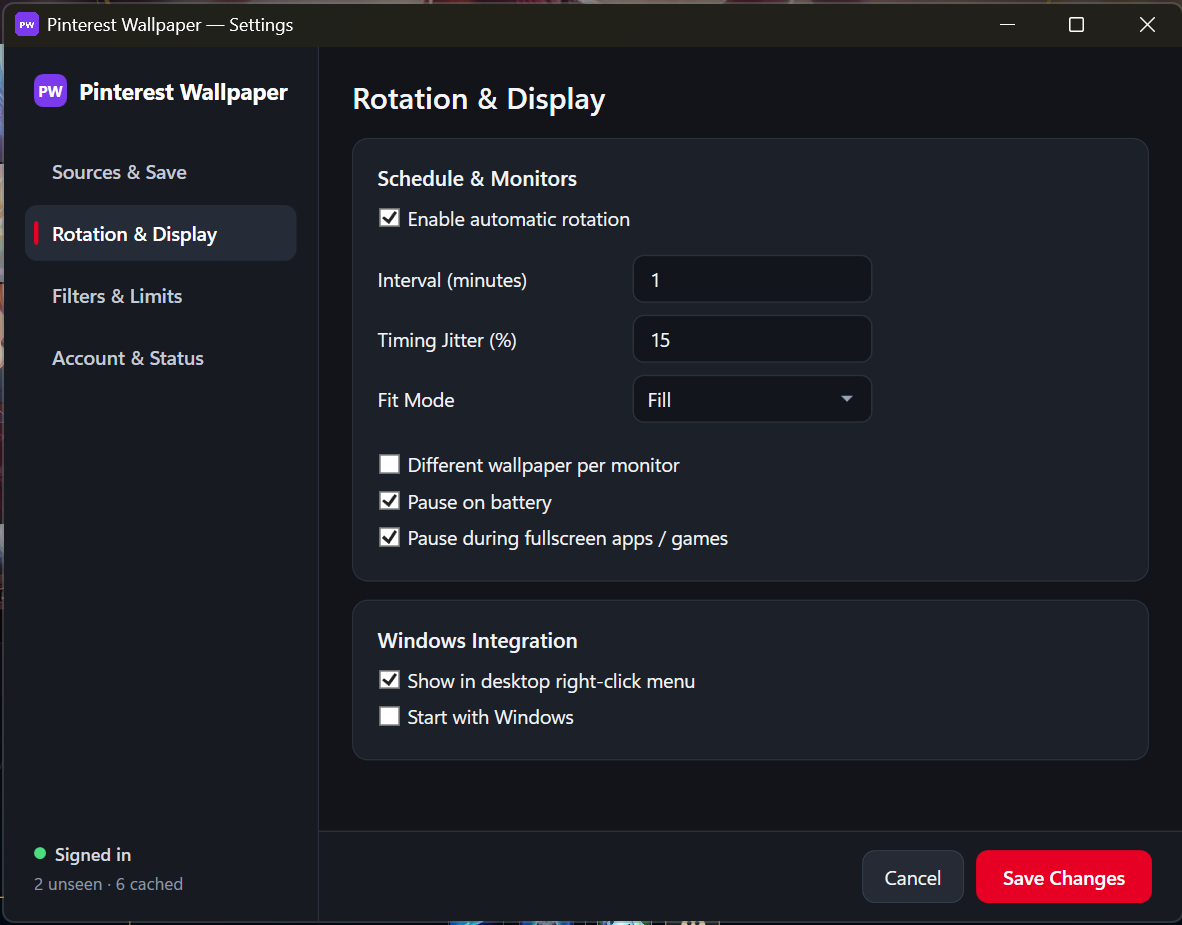 PW Pinterest Wallpaper — Settings
PW Pinterest Wallpaper
Sources & Save
Rotation & Display
Filters & Limits
Account & Status
Signed in
2 unseen · 6 cached
Rotation & Display
Schedule & Monitors
Enable automatic rotation
Interval (minutes) 1
Timing Jitter (%) 15
Fit Mode Fill
Different wallpaper per monitor
Pause on battery
Pause during fullscreen apps / games
Windows Integration
Show in desktop right-click menu
Start with Windows
Cancel Save Changes